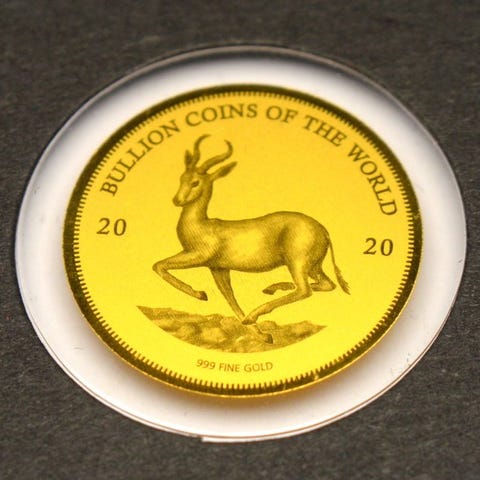 BULLION COINS OF THE WORLD
20 20
999 FINE GOLD